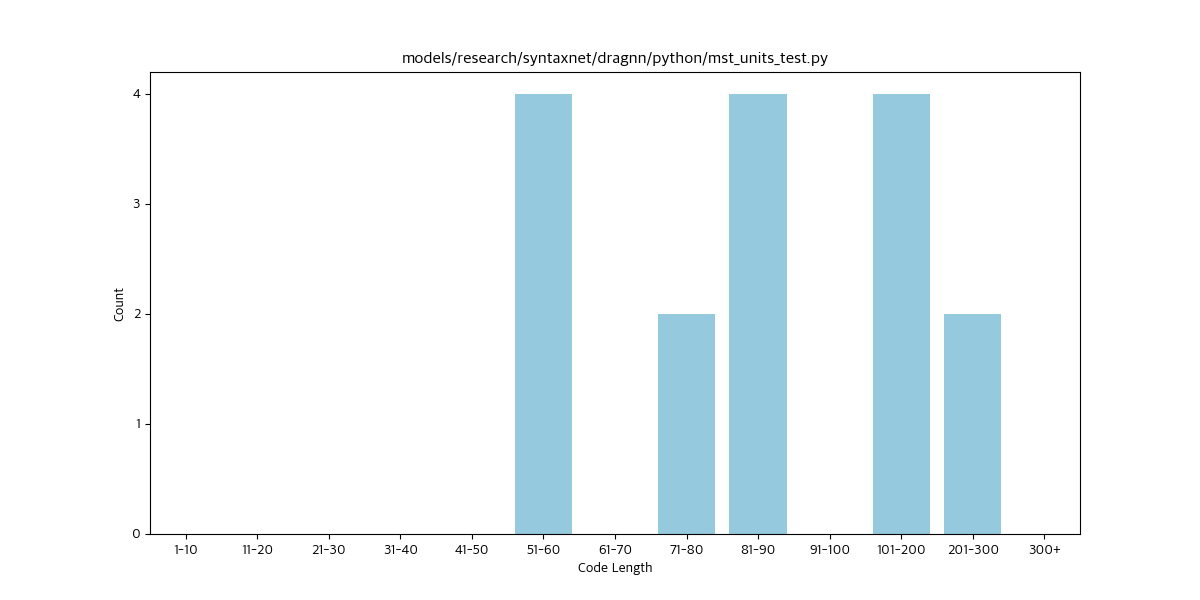 models/research/syntaxnet/dragnn/python/mst_units_test.py
4
3
2
1
0
Count
1-10 11-20 21-30 31-40 41-50 51-60 61-70 71-80 81-90 91-100 101-200 201-300 300+
Code Length